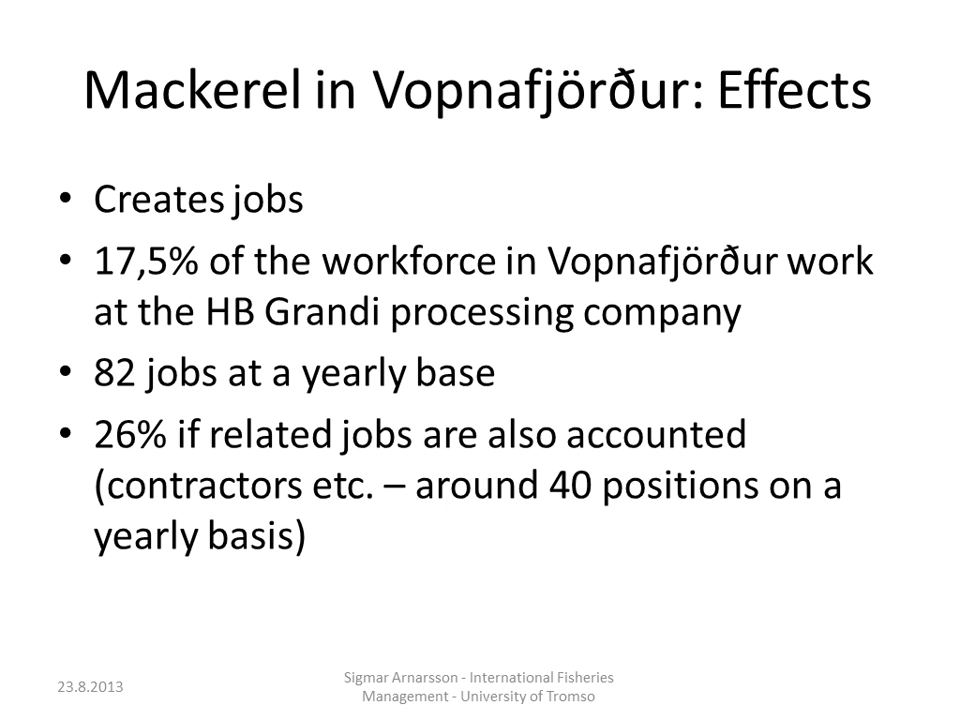 Mackerel in Vopnafjörður: Effects
• Creates jobs
• 17,5% of the workforce in Vopnafjörður work
at the HB Grandi processing company
• 82 jobs at a yearly base
• 26% if related jobs are also accounted
(contractors etc. – around 40 positions on a
yearly basis)
23.8.2013
Sigmar Arnarsson - International Fisheries
Management - University of Tromso